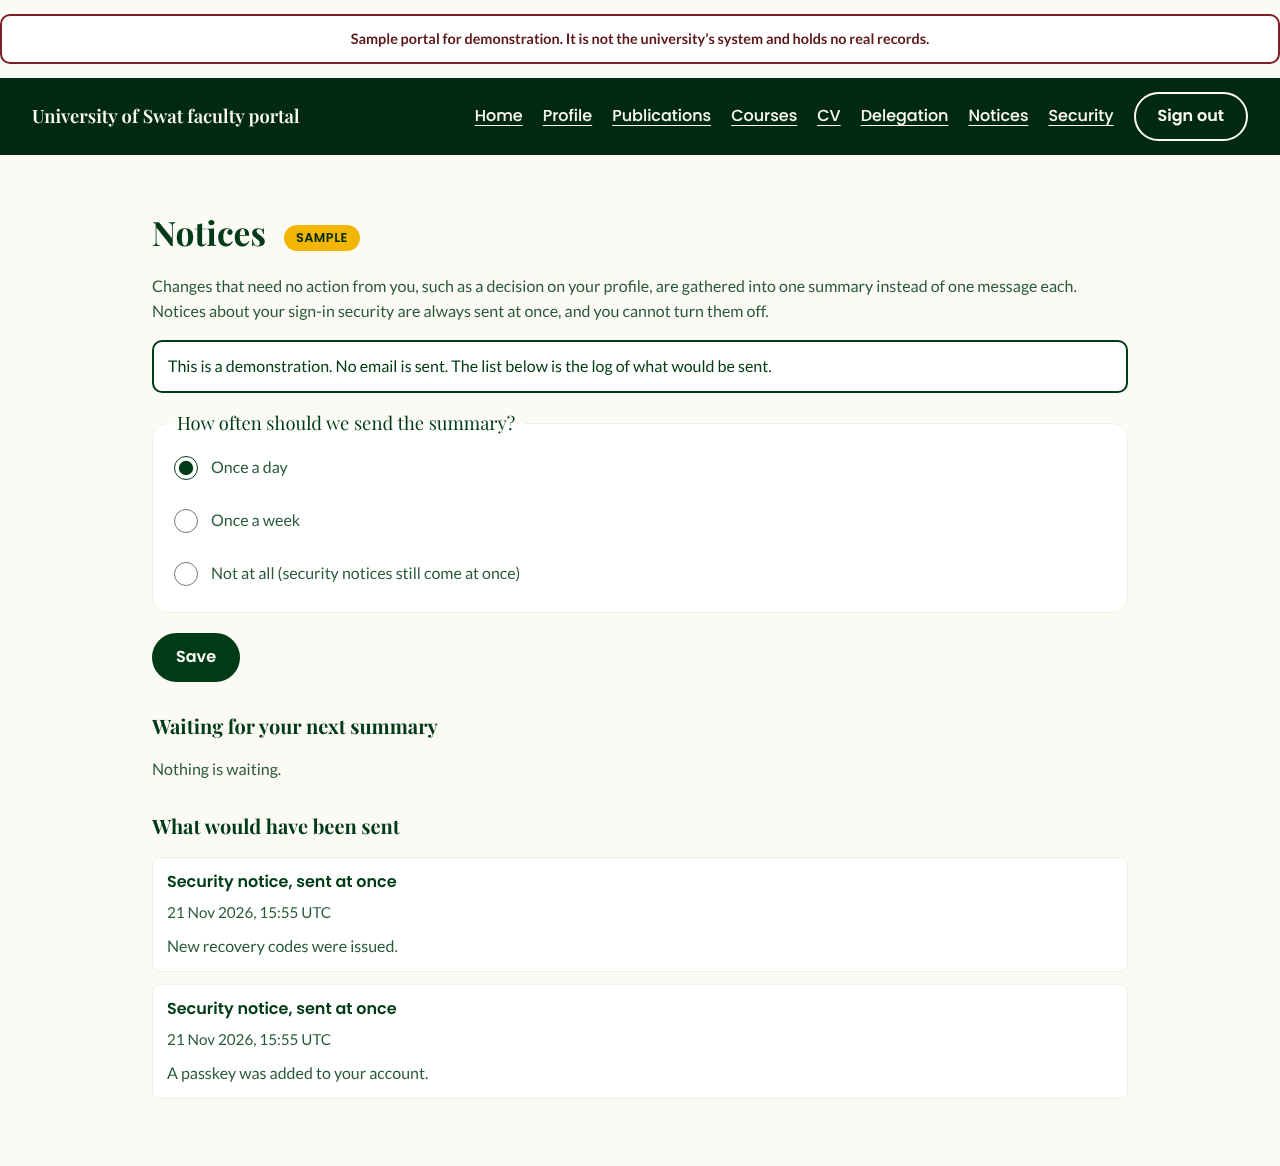 Sample portal for demonstration. It is not the university’s system and holds no real records.
University of Swat faculty portal
Home Profile Publications Courses CV Delegation Notices Security Sign out
Notices SAMPLE
Changes that need no action from you, such as a decision on your profile, are gathered into one summary instead of one message each.
Notices about your sign-in security are always sent at once, and you cannot turn them off.
This is a demonstration. No email is sent. The list below is the log of what would be sent.
How often should we send the summary?
Once a day
Once a week
Not at all (security notices still come at once)
Save
Waiting for your next summary
Nothing is waiting.
What would have been sent
Security notice, sent at once
21 Nov 2026, 15:55 UTC
New recovery codes were issued.
Security notice, sent at once
21 Nov 2026, 15:55 UTC
A passkey was added to your account.